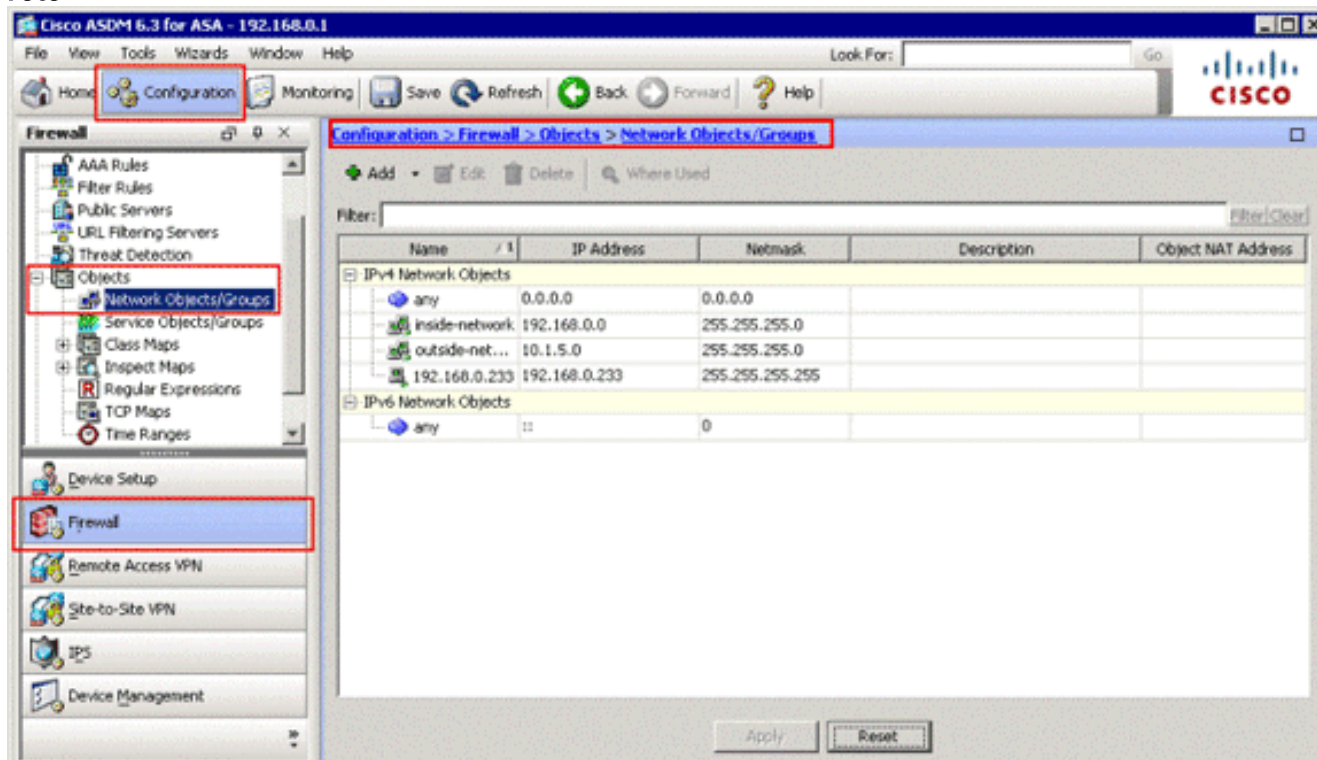 Cisco ASDM 6.3 for ASA - 192.168.0.1
File View Tools Wizards Window Help Look For: Go
Home Configuration Monitoring Save Refresh Back Forward Help
CISCO
Firewall
AAA Rules
Filter Rules
Public Servers
URL Filtering Servers
Threat Detection
Objects
Network Objects/Groups
Service Objects/Groups
Class Maps
Inspect Maps
Regular Expressions
TCP Maps
Time Ranges
Device Setup
Firewall
Remote Access VPN
Site-to-Site VPN
IPS
Device Management
Configuration > Firewall > Objects > Network Objects/Groups
Add Edit Delete Where Used
Filter: Filter Clear
Name IP Address Netmask Description Object NAT Address
IPv4 Network Objects
any 0.0.0.0 0.0.0.0
inside-network 192.168.0.0 255.255.255.0
outside-net... 10.1.5.0 255.255.255.0
192.168.0.233 192.168.0.233 255.255.255.255
IPv6 Network Objects
any :: 0
Apply Reset